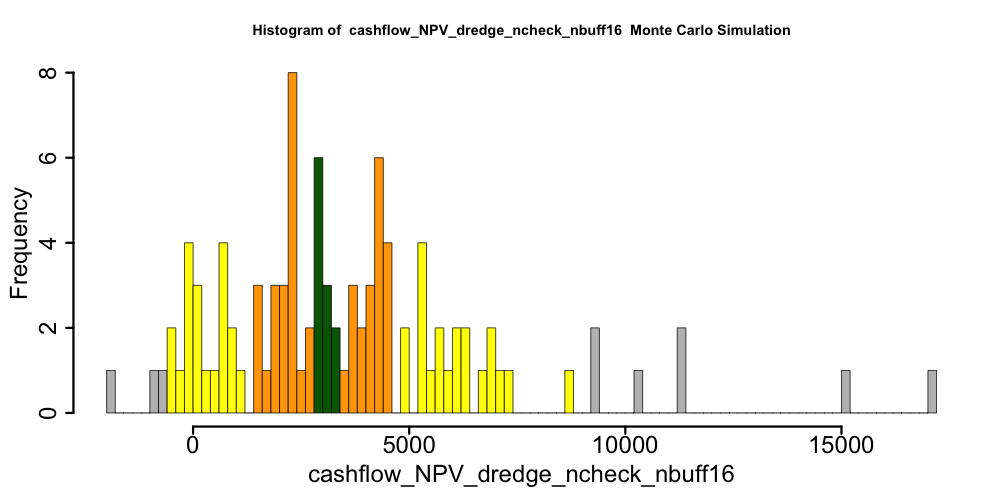 Histogram of  cashflow_NPV_dredge_ncheck_nbuff16  Monte Carlo Simulation
Frequency
8
6
4
2
0
0 5000 10000 15000
cashflow_NPV_dredge_ncheck_nbuff16